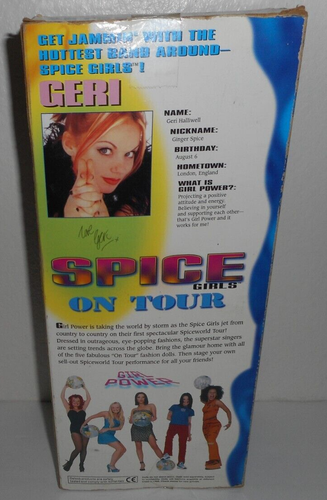 GET JAMMIN' WITH THE
HOTTEST BAND AROUND—
SPICE GIRLS™!
GERI
NAME:
Geri Halliwell
NICKNAME:
Ginger Spice
BIRTHDAY:
August 6
HOMETOWN:
London, England
WHAT IS
GIRL POWER?:
Projecting a positive
attitude and energy.
Believing in yourself
and supporting each other—
that's Girl Power and it
works for me!
SPICE
GIRLS
ON TOUR
Girl Power is taking the world by storm as the Spice Girls jet from
country to country on their first spectacular Spiceworld Tour!
Dressed in outrageous, eye-popping fashions, the superstar singers
are setting trends across the globe. Bring the glamour home with all
of the five fabulous "On Tour" fashion dolls. Then stage your own
sell-out Spiceworld Tour performance for all your friends!
GIRL
POWER
CE